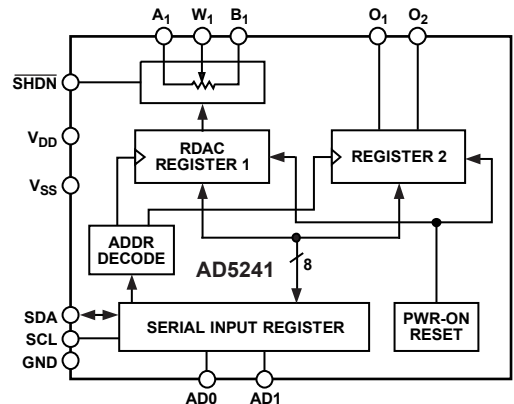 A1 W1 B1 O1 O2
SHDN
VDD
RDAC
REGISTER 1
REGISTER 2
VSS
ADDR
DECODE
AD5241
8
SDA
SERIAL INPUT REGISTER
PWR-ON
RESET
SCL
GND
AD0 AD1